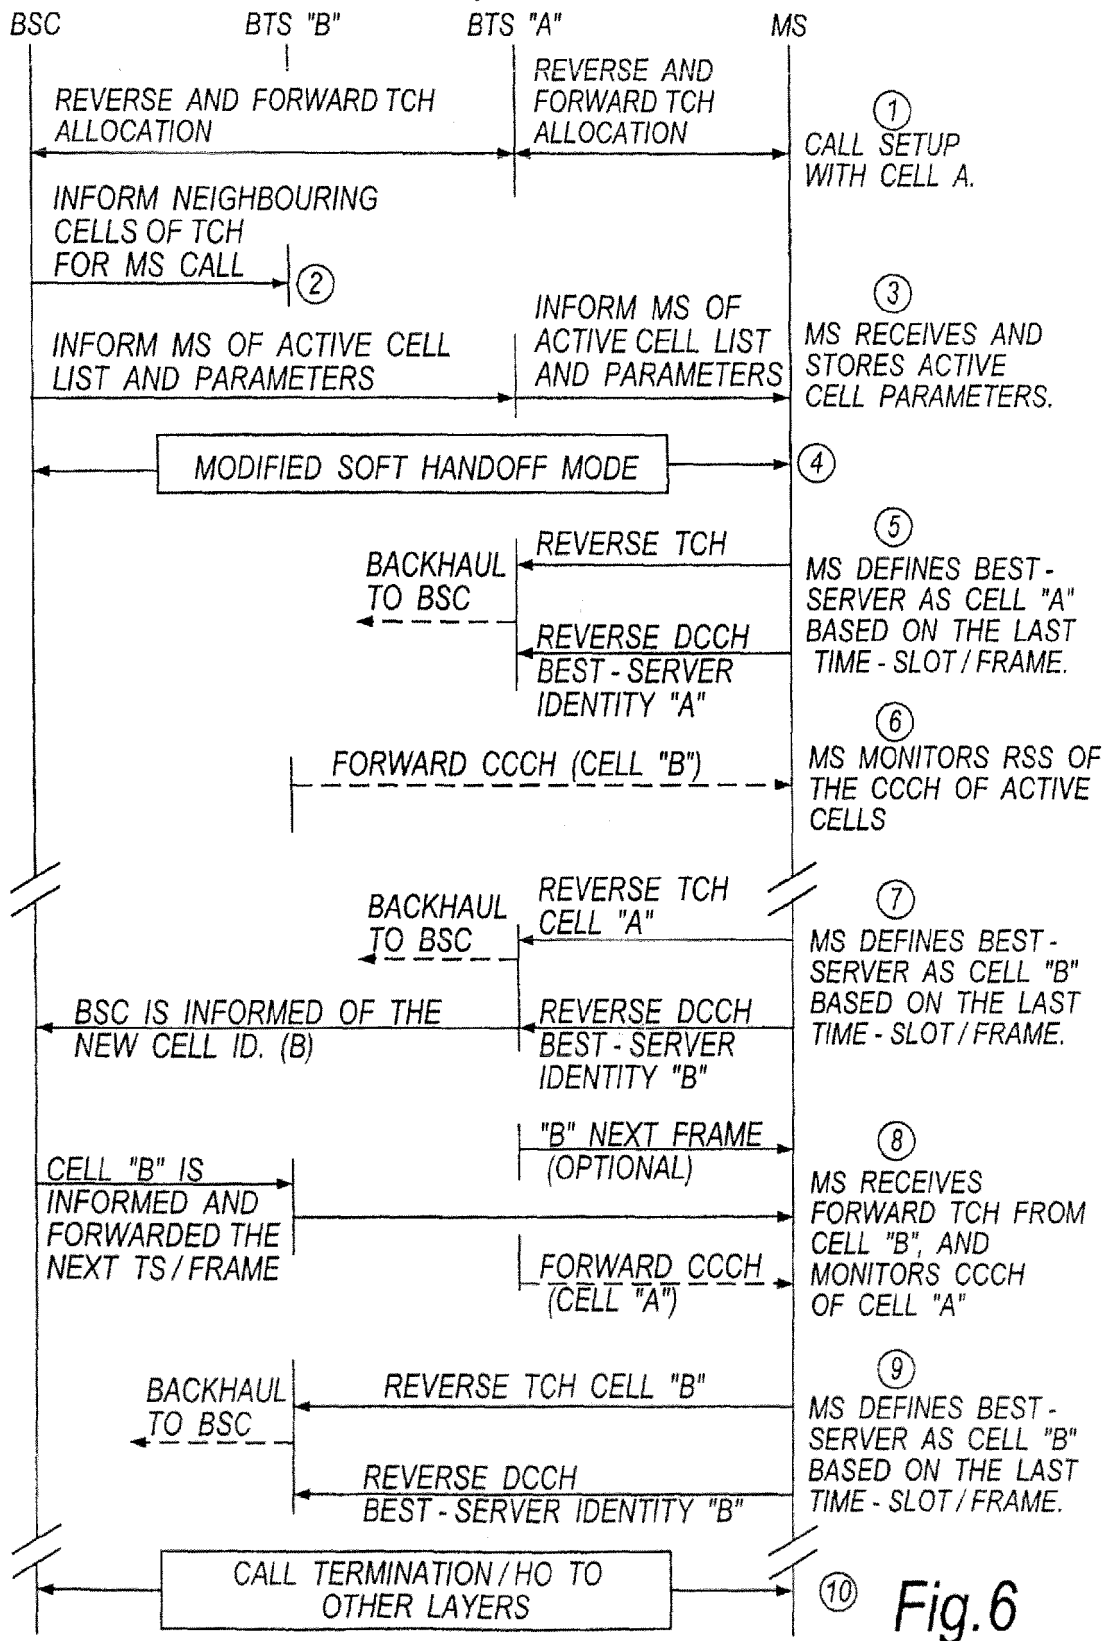 BSC BTS "B" BTS "A" MS
REVERSE AND FORWARD TCH
ALLOCATION
REVERSE AND
FORWARD TCH
ALLOCATION
1
CALL SETUP
WITH CELL A.
INFORM NEIGHBOURING
CELLS OF TCH
FOR MS CALL
2
INFORM MS OF ACTIVE CELL
LIST AND PARAMETERS
INFORM MS OF
ACTIVE CELL LIST
AND PARAMETERS
3
MS RECEIVES AND
STORES ACTIVE
CELL PARAMETERS.
MODIFIED SOFT HANDOFF MODE
4
REVERSE TCH
BACKHAUL
TO BSC
REVERSE DCCH
BEST-SERVER
IDENTITY "A"
5
MS DEFINES BEST-
SERVER AS CELL "A"
BASED ON THE LAST
TIME-SLOT/FRAME.
FORWARD CCCH (CELL "B")
6
MS MONITORS RSS OF
THE CCCH OF ACTIVE
CELLS
REVERSE TCH
CELL "A"
BACKHAUL
TO BSC
7
MS DEFINES BEST-
SERVER AS CELL "B"
BASED ON THE LAST
TIME-SLOT/FRAME.
BSC IS INFORMED OF THE
NEW CELL ID. (B)
REVERSE DCCH
BEST-SERVER
IDENTITY "B"
"B" NEXT FRAME
(OPTIONAL)
CELL "B" IS
INFORMED AND
FORWARDED THE
NEXT TS/FRAME
FORWARD CCCH
(CELL "A")
8
MS RECEIVES
FORWARD TCH FROM
CELL "B", AND
MONITORS CCCH
OF CELL "A"
REVERSE TCH CELL "B"
BACKHAUL
TO BSC
REVERSE DCCH
BEST-SERVER IDENTITY "B"
9
MS DEFINES BEST-
SERVER AS CELL "B"
BASED ON THE LAST
TIME-SLOT/FRAME.
CALL TERMINATION/HO TO
OTHER LAYERS
10
Fig.6